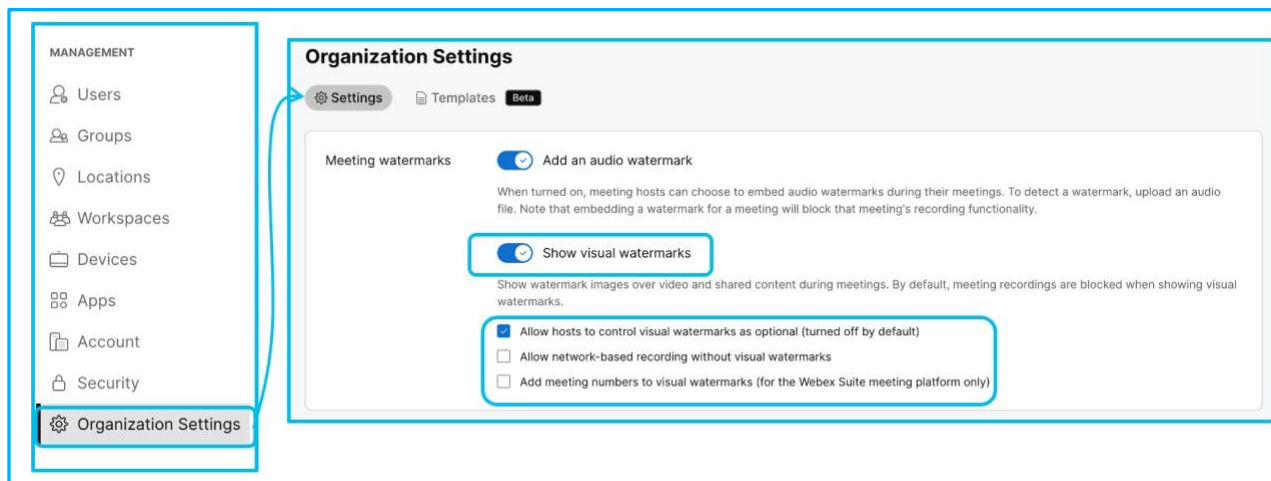 MANAGEMENT
Users
Groups
Locations
Workspaces
Devices
Apps
Account
Security
Organization Settings
Organization Settings
Settings
Templates Beta
Meeting watermarks
Add an audio watermark
When turned on, meeting hosts can choose to embed audio watermarks during their meetings. To detect a watermark, upload an audio
file. Note that embedding a watermark for a meeting will block that meeting's recording functionality.
Show visual watermarks
Show watermark images over video and shared content during meetings. By default, meeting recordings are blocked when showing visual
watermarks.
Allow hosts to control visual watermarks as optional (turned off by default)
Allow network-based recording without visual watermarks
Add meeting numbers to visual watermarks (for the Webex Suite meeting platform only)